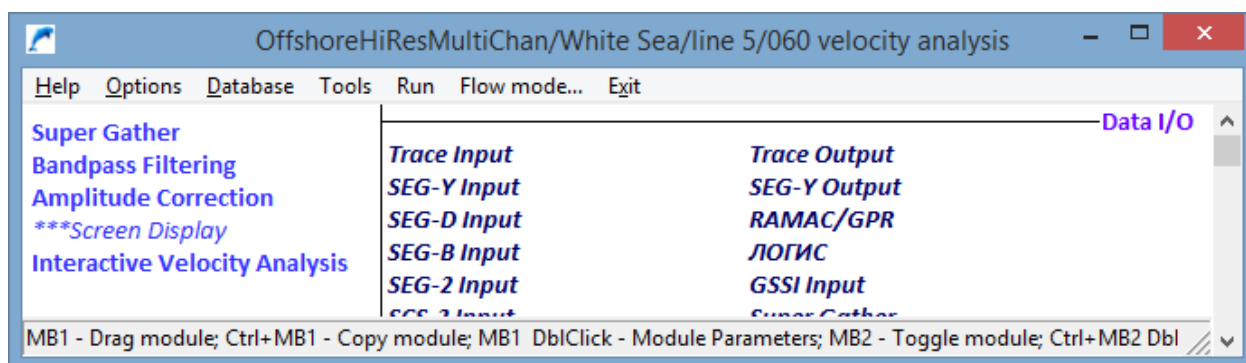 OffshoreHiResMultiChan/White Sea/line 5/060 velocity analysis
Help Options Database Tools Run Flow mode... Exit
Super Gather
Bandpass Filtering
Amplitude Correction
***Screen Display
Interactive Velocity Analysis
Data I/O
Trace Input Trace Output
SEG-Y Input SEG-Y Output
SEG-D Input RAMAC/GPR
SEG-B Input ЛОГИС
SEG-2 Input GSSI Input
Super Gather
MB1 - Drag module; Ctrl+MB1 - Copy module; MB1 DblClick - Module Parameters; MB2 - Toggle module; Ctrl+MB2 Dbl